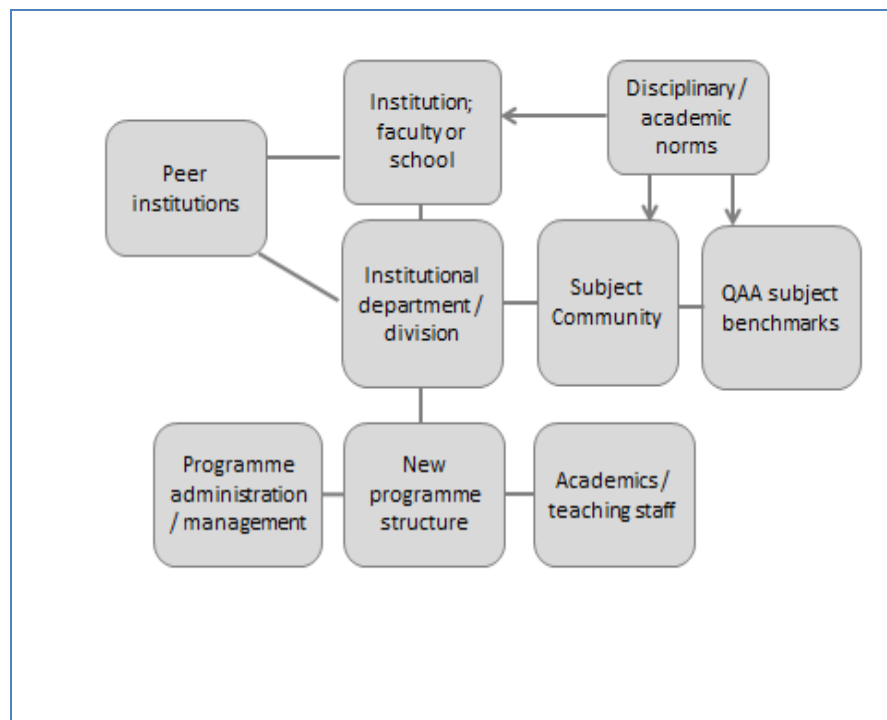 Institution;
faculty or
school
Disciplinary /
academic
norms
Peer
institutions
Institutional
department /
division
Subject
Community
QAA subject
benchmarks
Programme
administration
/ management
New
programme
structure
Academics /
teaching staff